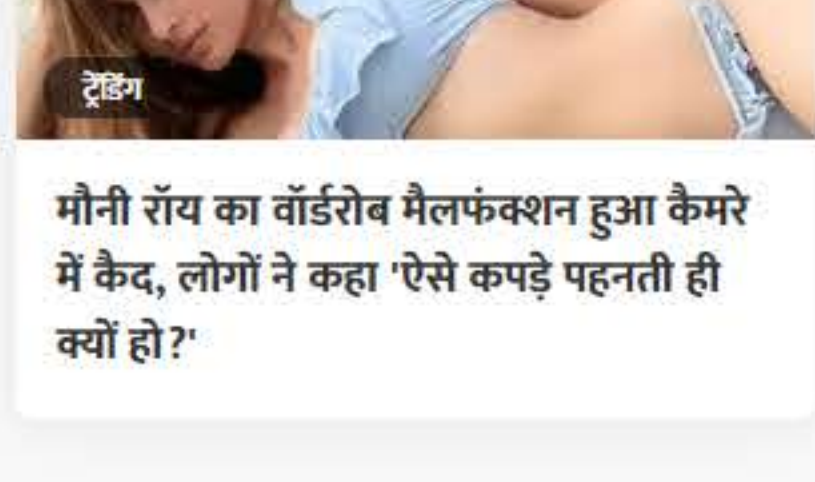 ट्रेंडिंग
मौनी रॉय का वॉर्डरोब मैलफंक्शन हुआ कैमरे
में कैद, लोगों ने कहा 'ऐसे कपड़े पहनती ही
क्यों हो?'